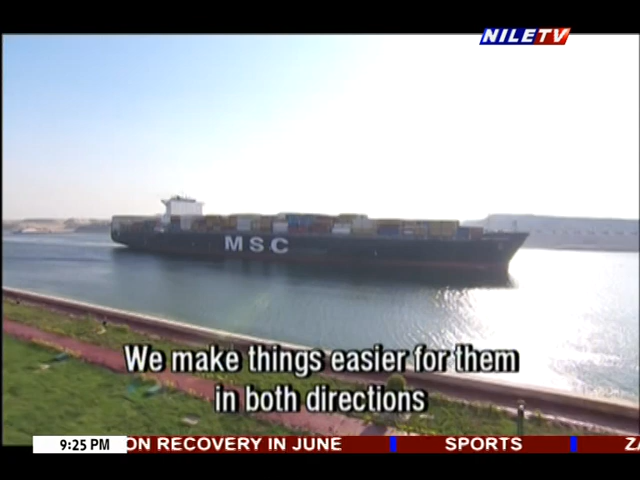 NILETV
MSC
We make things easier for them
in both directions
9:25 PM ON RECOVERY IN JUNE SPORTS ZA